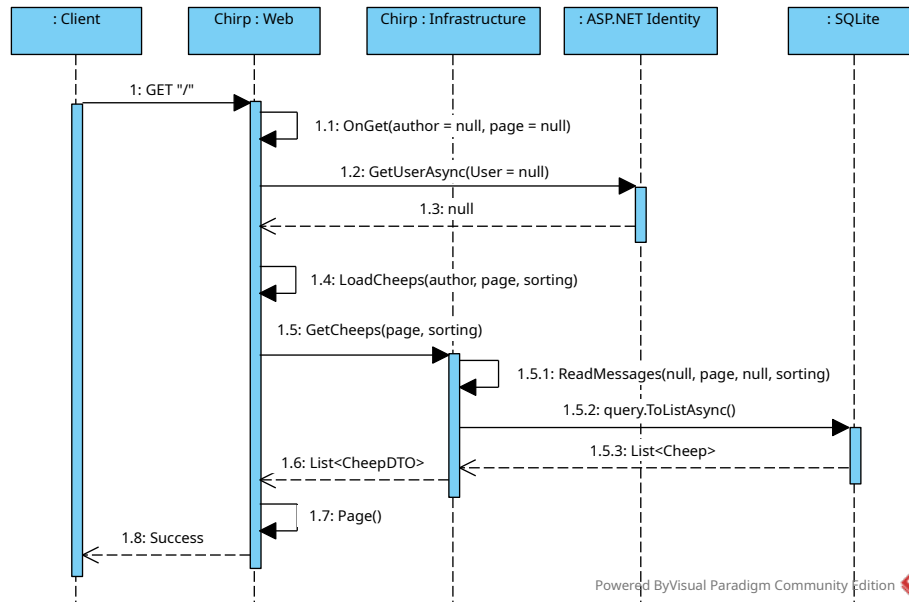 : Client
Chirp : Web
Chirp : Infrastructure
: ASP.NET Identity
: SQLite
1: GET "/"
1.1: OnGet(author = null, page = null)
1.2: GetUserAsync(User = null)
1.3: null
1.4: LoadCheeps(author, page, sorting)
1.5: GetCheeps(page, sorting)
1.5.1: ReadMessages(null, page, null, sorting)
1.5.2: query.ToListAsync()
1.5.3: List<Cheep>
1.6: List<CheepDTO>
1.7: Page()
1.8: Success
Powered ByVisual Paradigm Community Edition